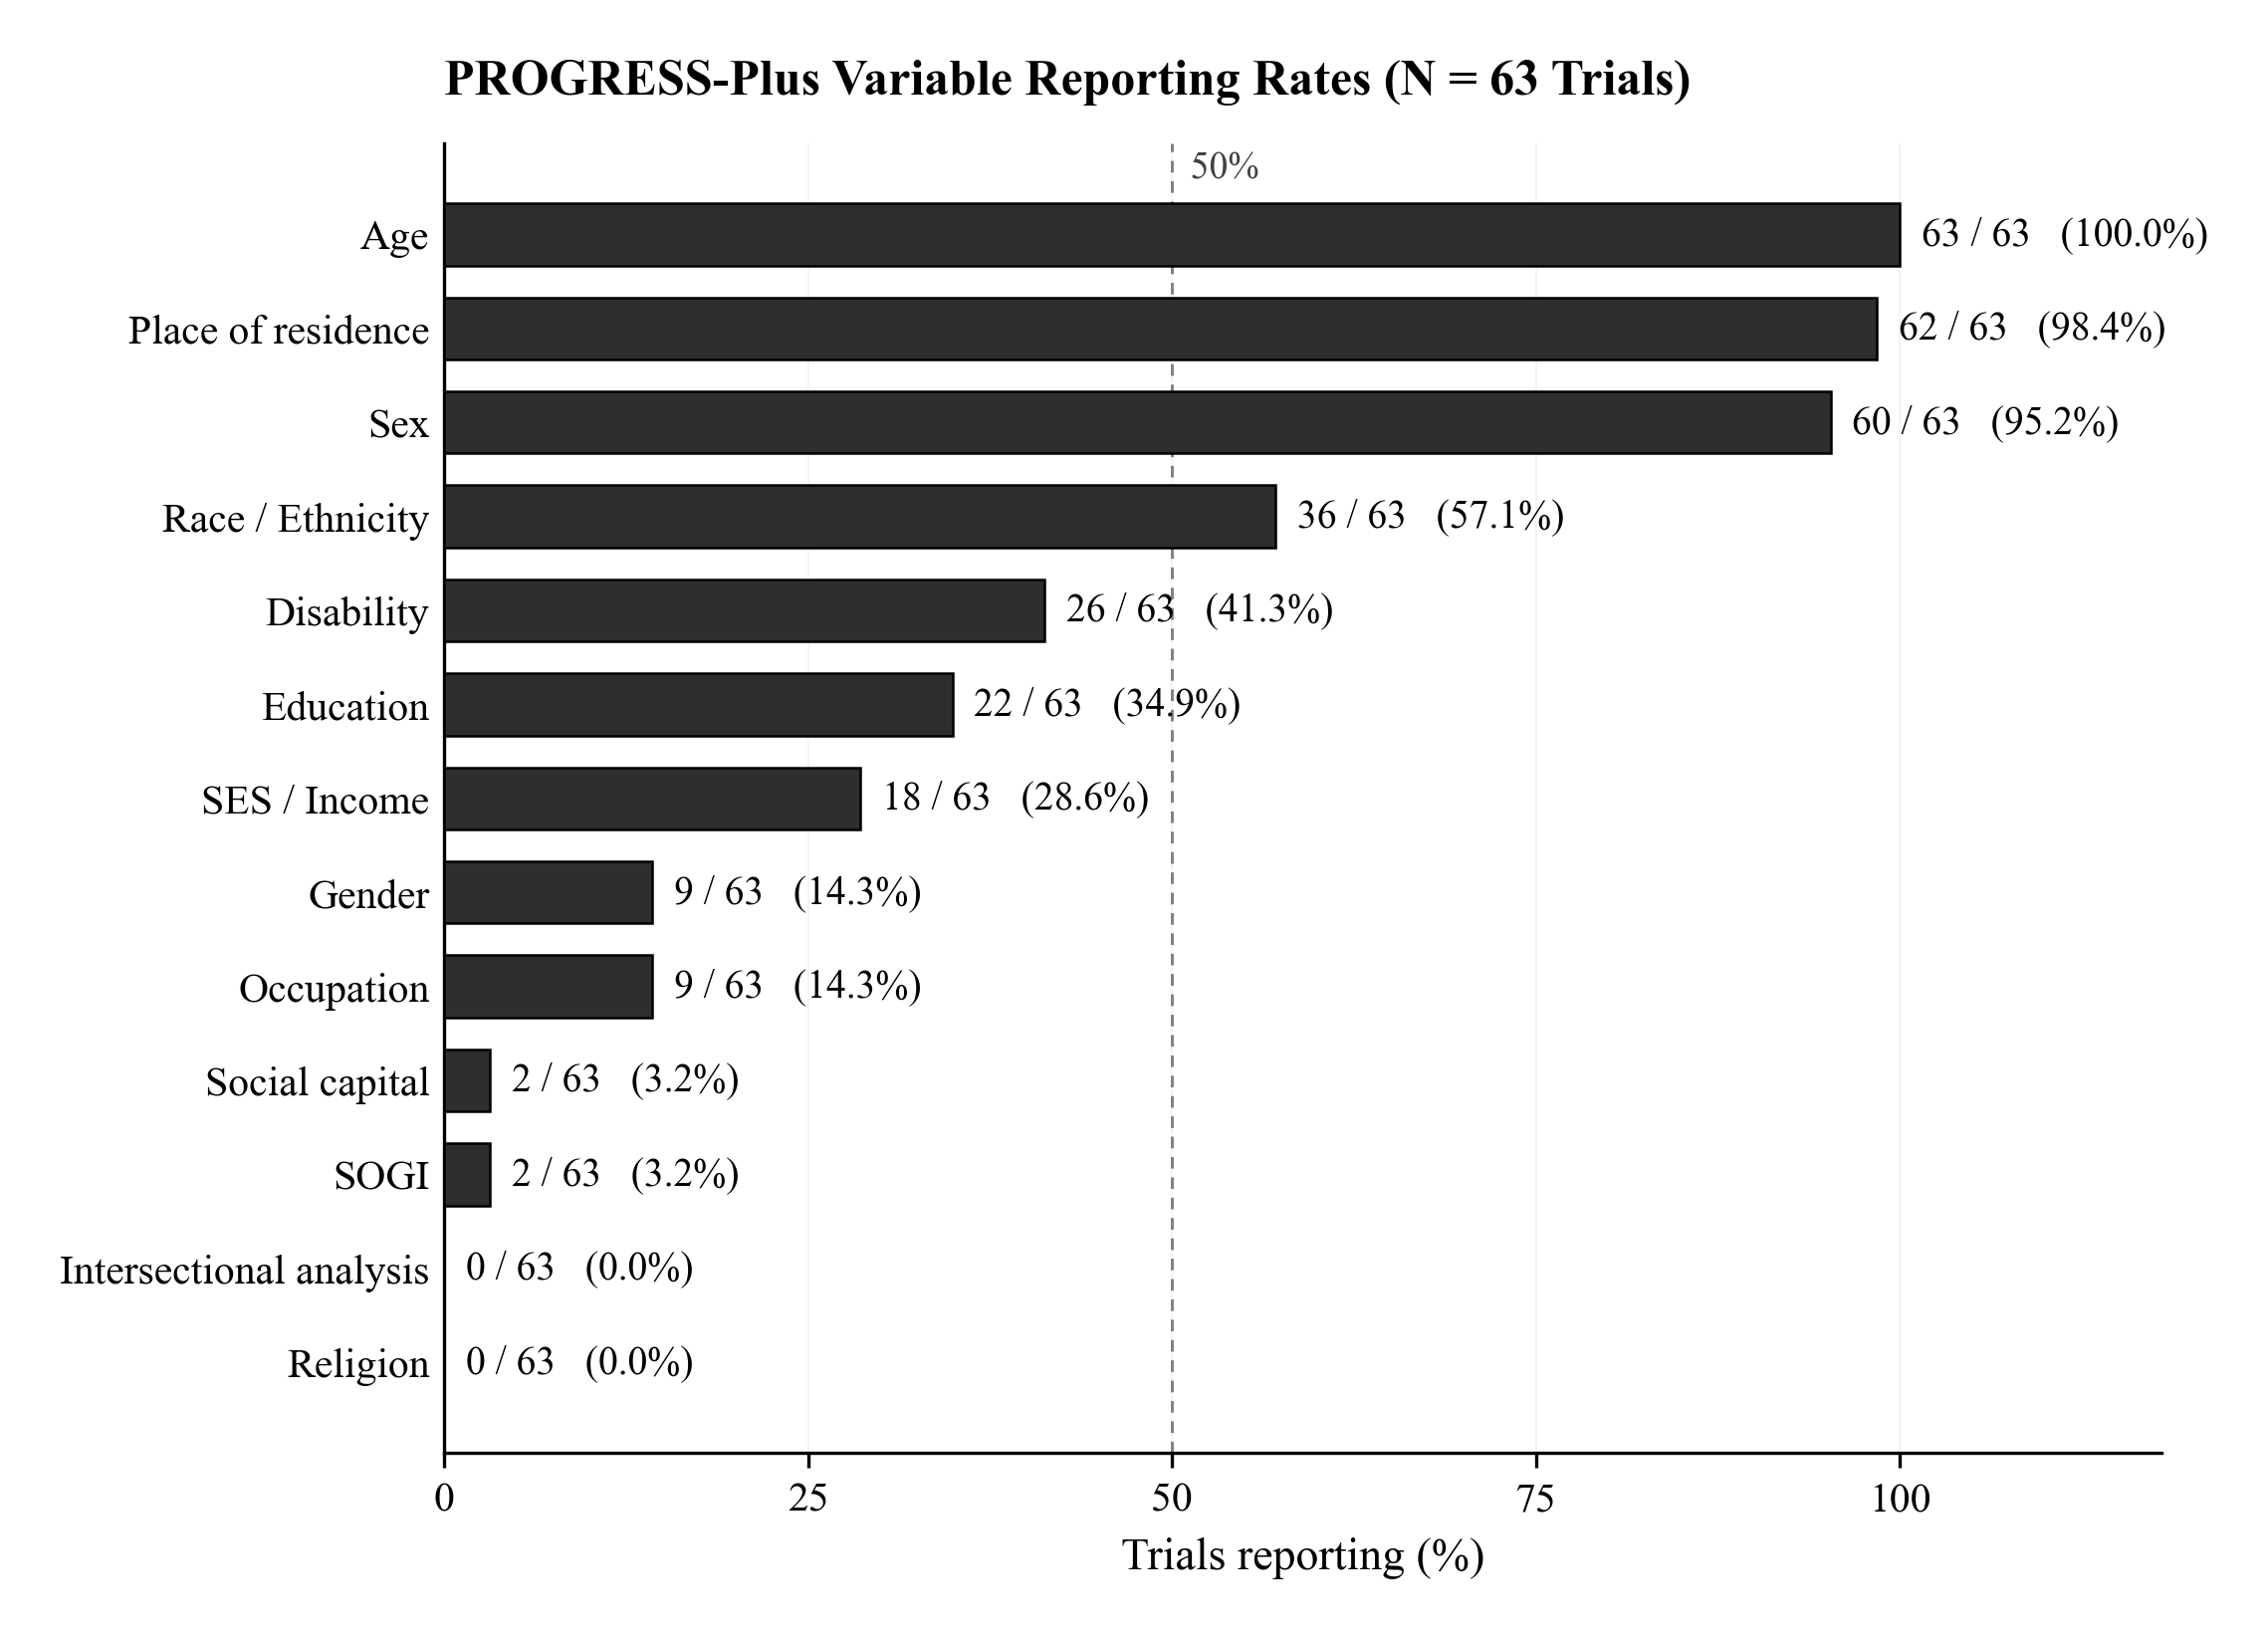 PROGRESS-Plus Variable Reporting Rates (N = 63 Trials)
50%
Age 63 / 63 (100.0%)
Place of residence 62 / 63 (98.4%)
Sex 60 / 63 (95.2%)
Race / Ethnicity 36 / 63 (57.1%)
Disability 26 / 63 (41.3%)
Education 22 / 63 (34.9%)
SES / Income 18 / 63 (28.6%)
Gender 9 / 63 (14.3%)
Occupation 9 / 63 (14.3%)
Social capital 2 / 63 (3.2%)
SOGI 2 / 63 (3.2%)
Intersectional analysis 0 / 63 (0.0%)
Religion 0 / 63 (0.0%)
0 25 50 75 100
Trials reporting (%)